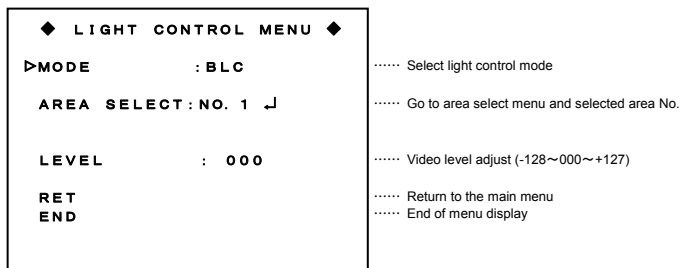 ◆ LIGHT CONTROL MENU ◆
▷MODE :BLC ······ Select light control mode
AREA SELECT:NO. 1 ↲ ······ Go to area select menu and selected area No.
LEVEL : 000 ······ Video level adjust (-128～000～+127)
RET ······ Return to the main menu
END ······ End of menu display